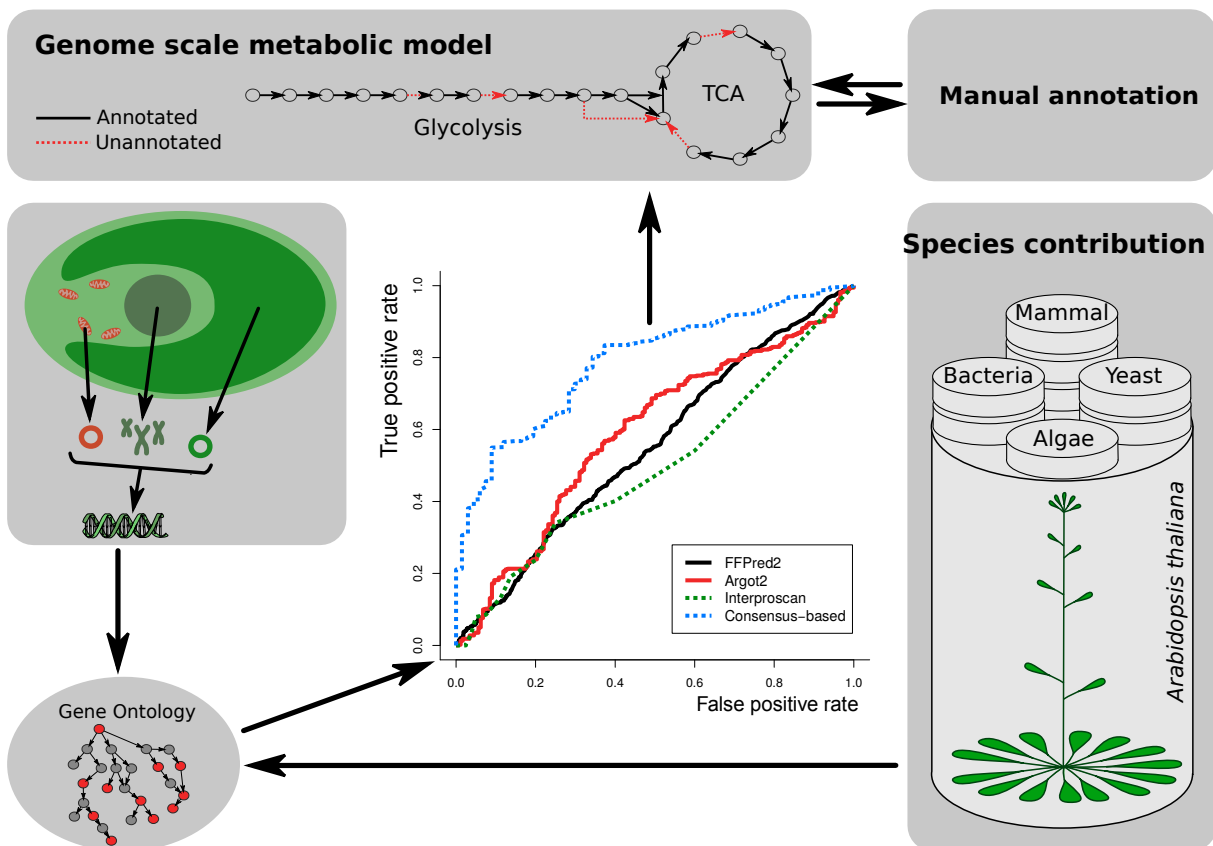 Genome scale metabolic model
Annotated
Unannotated
Glycolysis
TCA
Manual annotation
Species contribution
Mammal
Bacteria
Yeast
Algae
Arabidopsis thaliana
True positive rate
1.0
0.8
0.6
0.4
0.2
0.0
FFPred2
Argot2
Interproscan
Consensus−based
0.0 0.2 0.4 0.6 0.8 1.0
False positive rate
Gene Ontology